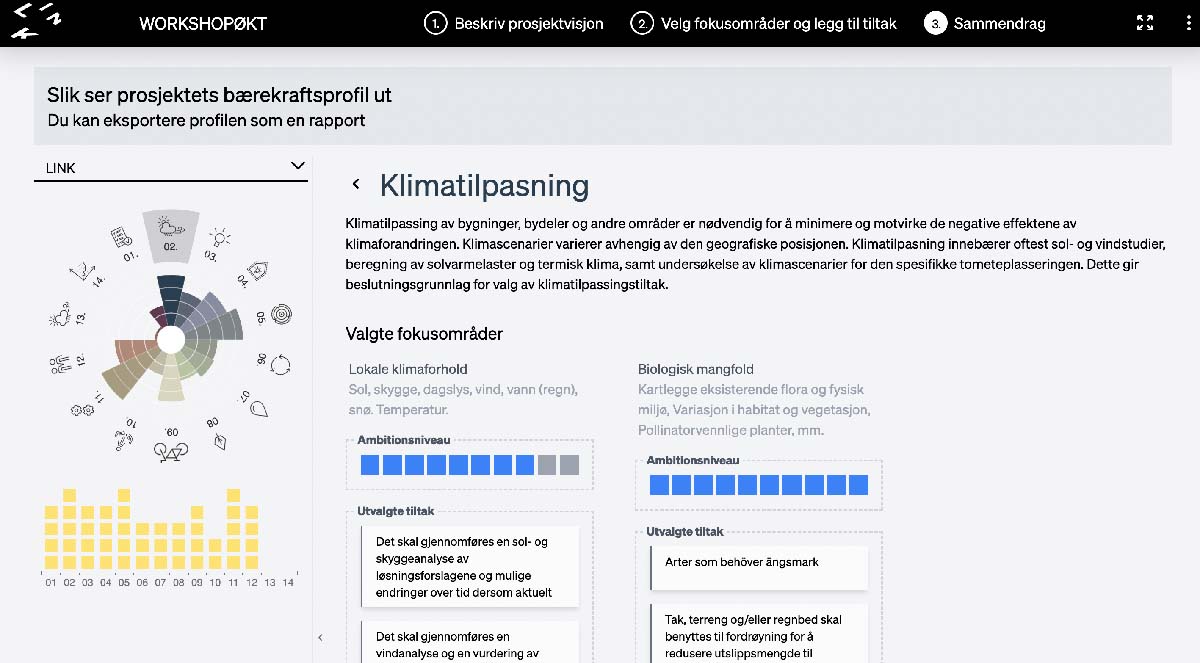 WORKSHOPØKT
1. Beskriv prosjektvisjon
2. Velg fokusområder og legg til tiltak
3. Sammendrag
Slik ser prosjektets bærekraftsprofil ut
Du kan eksportere profilen som en rapport
LINK
01.
02.
03.
04.
05.
06.
07.
08.
09.
10.
11.
12.
13.
14.
01 02 03 04 05 06 07 08 09 10 11 12 13 14
Klimatilpasning
Klimatilpassing av bygninger, bydeler og andre områder er nødvendig for å minimere og motvirke de negative effektene av
klimaforandringen. Klimascenarier varierer avhengig av den geografiske posisjonen. Klimatilpasning innebærer oftest sol- og vindstudier,
beregning av solvarmelaster og termisk klima, samt undersøkelse av klimascenarier for den spesifikke tometeplasseringen. Dette gir
beslutningsgrunnlag for valg av klimatilpassingstiltak.
Valgte fokusområder
Lokale klimaforhold
Sol, skygge, dagslys, vind, vann (regn),
snø. Temperatur.
Ambitionsniveau
Utvalgte tiltak
Det skal gjennomføres en sol- og
skyggeanalyse av
løsningsforslagene og mulige
endringer over tid dersom aktuelt
Det skal gjennomføres en
vindanalyse og en vurdering av
Biologisk mangfold
Kartlegge eksisterende flora og fysisk
miljø, Variasjon i habitat og vegetasjon,
Pollinatorvennlige planter, mm.
Ambitionsniveau
Utvalgte tiltak
Arter som behöver ängsmark
Tak, terreng og/eller regnbed skal
benyttes til fordrøyning for å
redusere utslippsmengde til